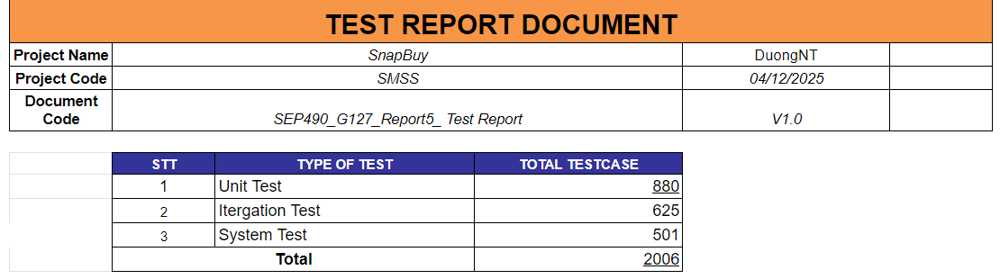 TEST REPORT DOCUMENT
Project Name SnapBuy DuongNT
Project Code SMSS 04/12/2025
Document
Code SEP490_G127_Report5_ Test Report V1.0
STT TYPE OF TEST TOTAL TESTCASE
1 Unit Test 880
2 Itergation Test 625
3 System Test 501
Total 2006